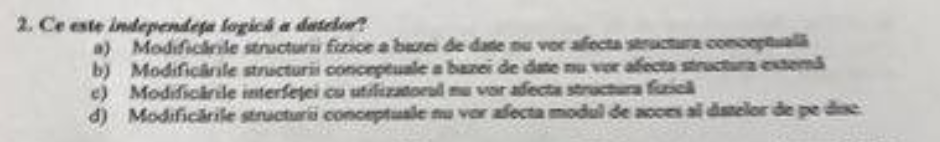 2. Ce este independeţa logică a datelor?
a) Modificările structurii fizice a bazei de date nu vor afecta structura conceptuală
b) Modificările structurii conceptuale a bazei de date nu vor afecta structura externă
c) Modificările interfeţei cu utilizatorul nu vor afecta structura fizică
d) Modificările structurii conceptuale nu vor afecta modul de acces al datelor de pe disc.